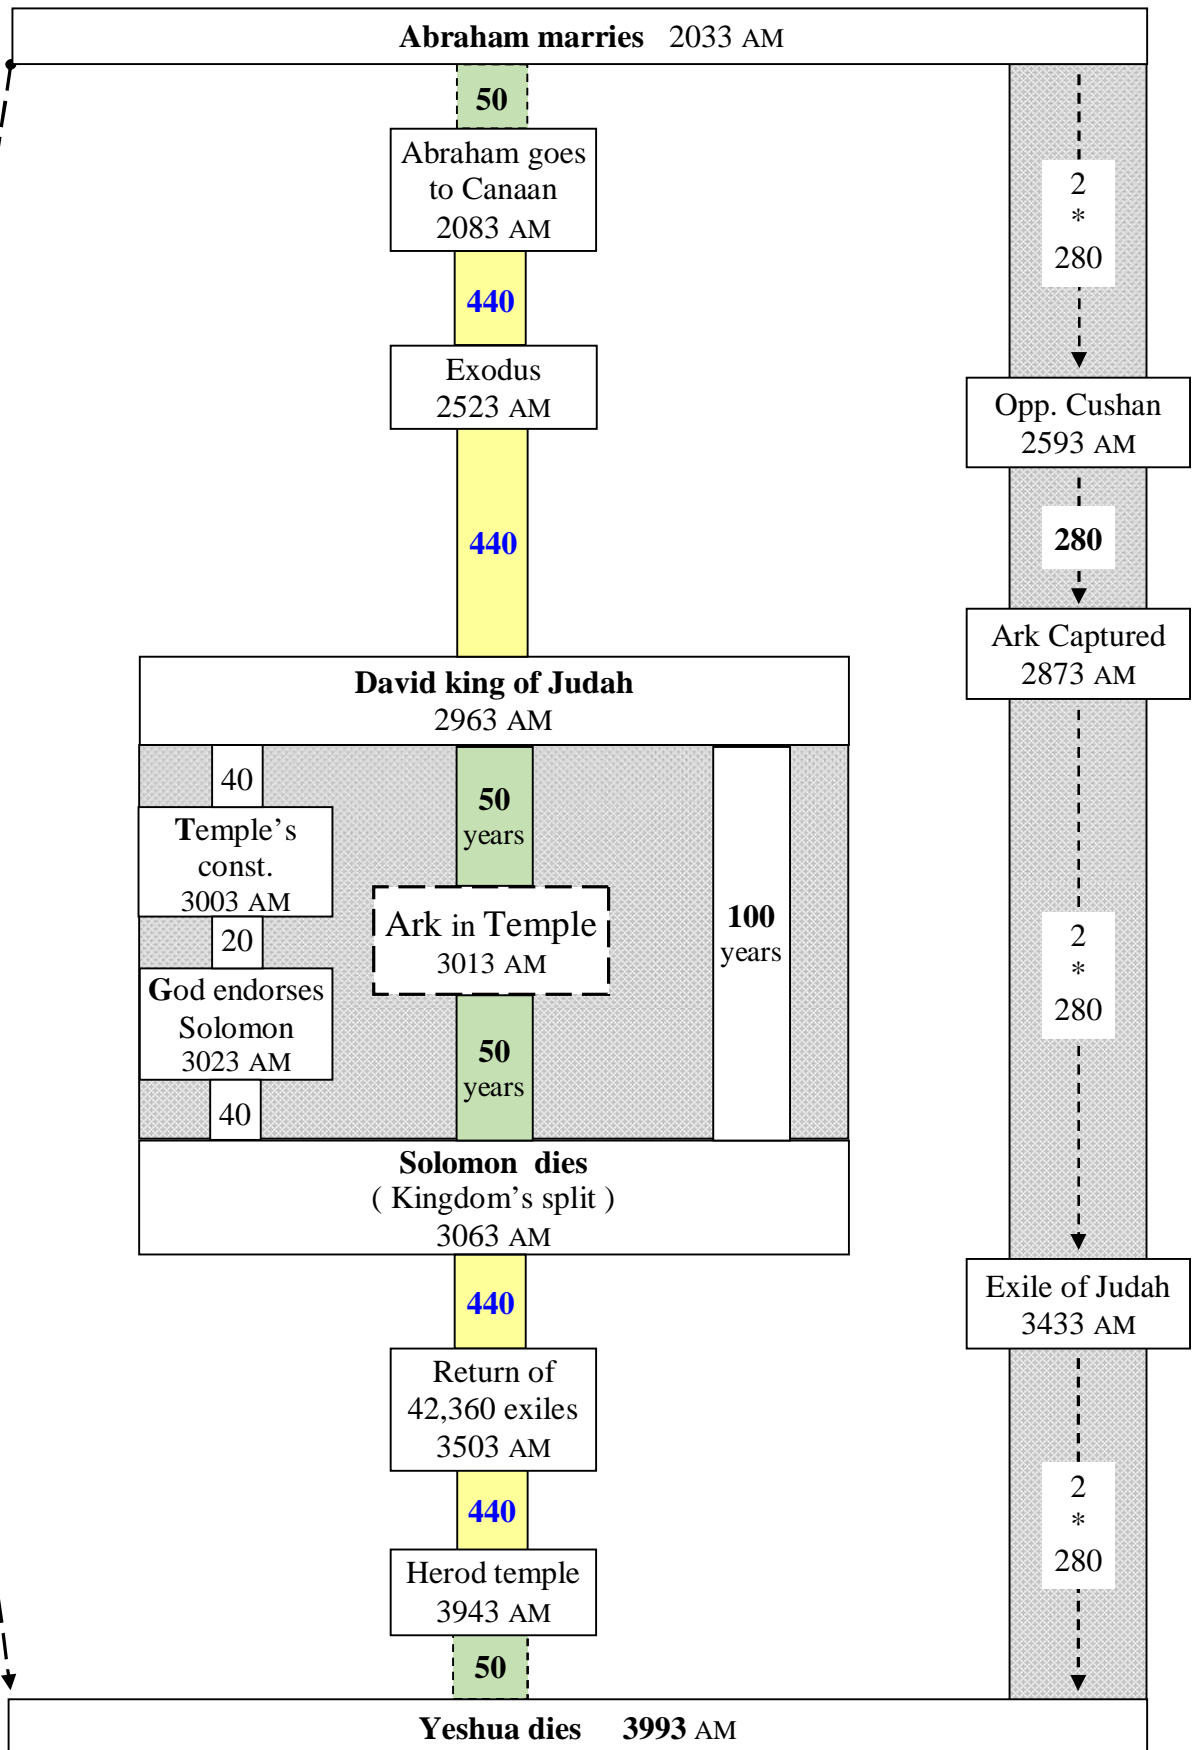 Abraham marries 2033 AM
50
Abraham goes
to Canaan
2083 AM
440
Exodus
2523 AM
440
David king of Judah
2963 AM
40
Temple’s
const.
3003 AM
20
God endorses
Solomon
3023 AM
40
50
years
Ark in Temple
3013 AM
50
years
100
years
Solomon dies
( Kingdom’s split )
3063 AM
440
Return of
42,360 exiles
3503 AM
440
Herod temple
3943 AM
50
2
*
280
Opp. Cushan
2593 AM
280
Ark Captured
2873 AM
2
*
280
Exile of Judah
3433 AM
2
*
280
Yeshua dies 3993 AM